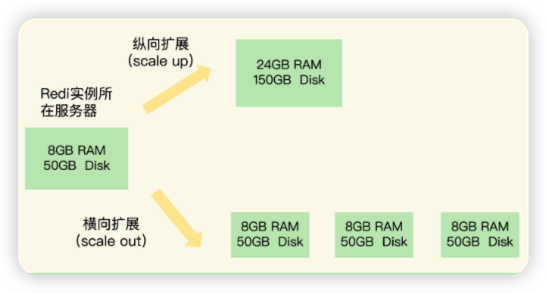 纵向扩展
(scale up)
24GB RAM
150GB Disk
Redi实例所
在服务器
8GB RAM
50GB Disk
横向扩展
(scale out)
8GB RAM
50GB Disk
8GB RAM
50GB Disk
8GB RAM
50GB Disk